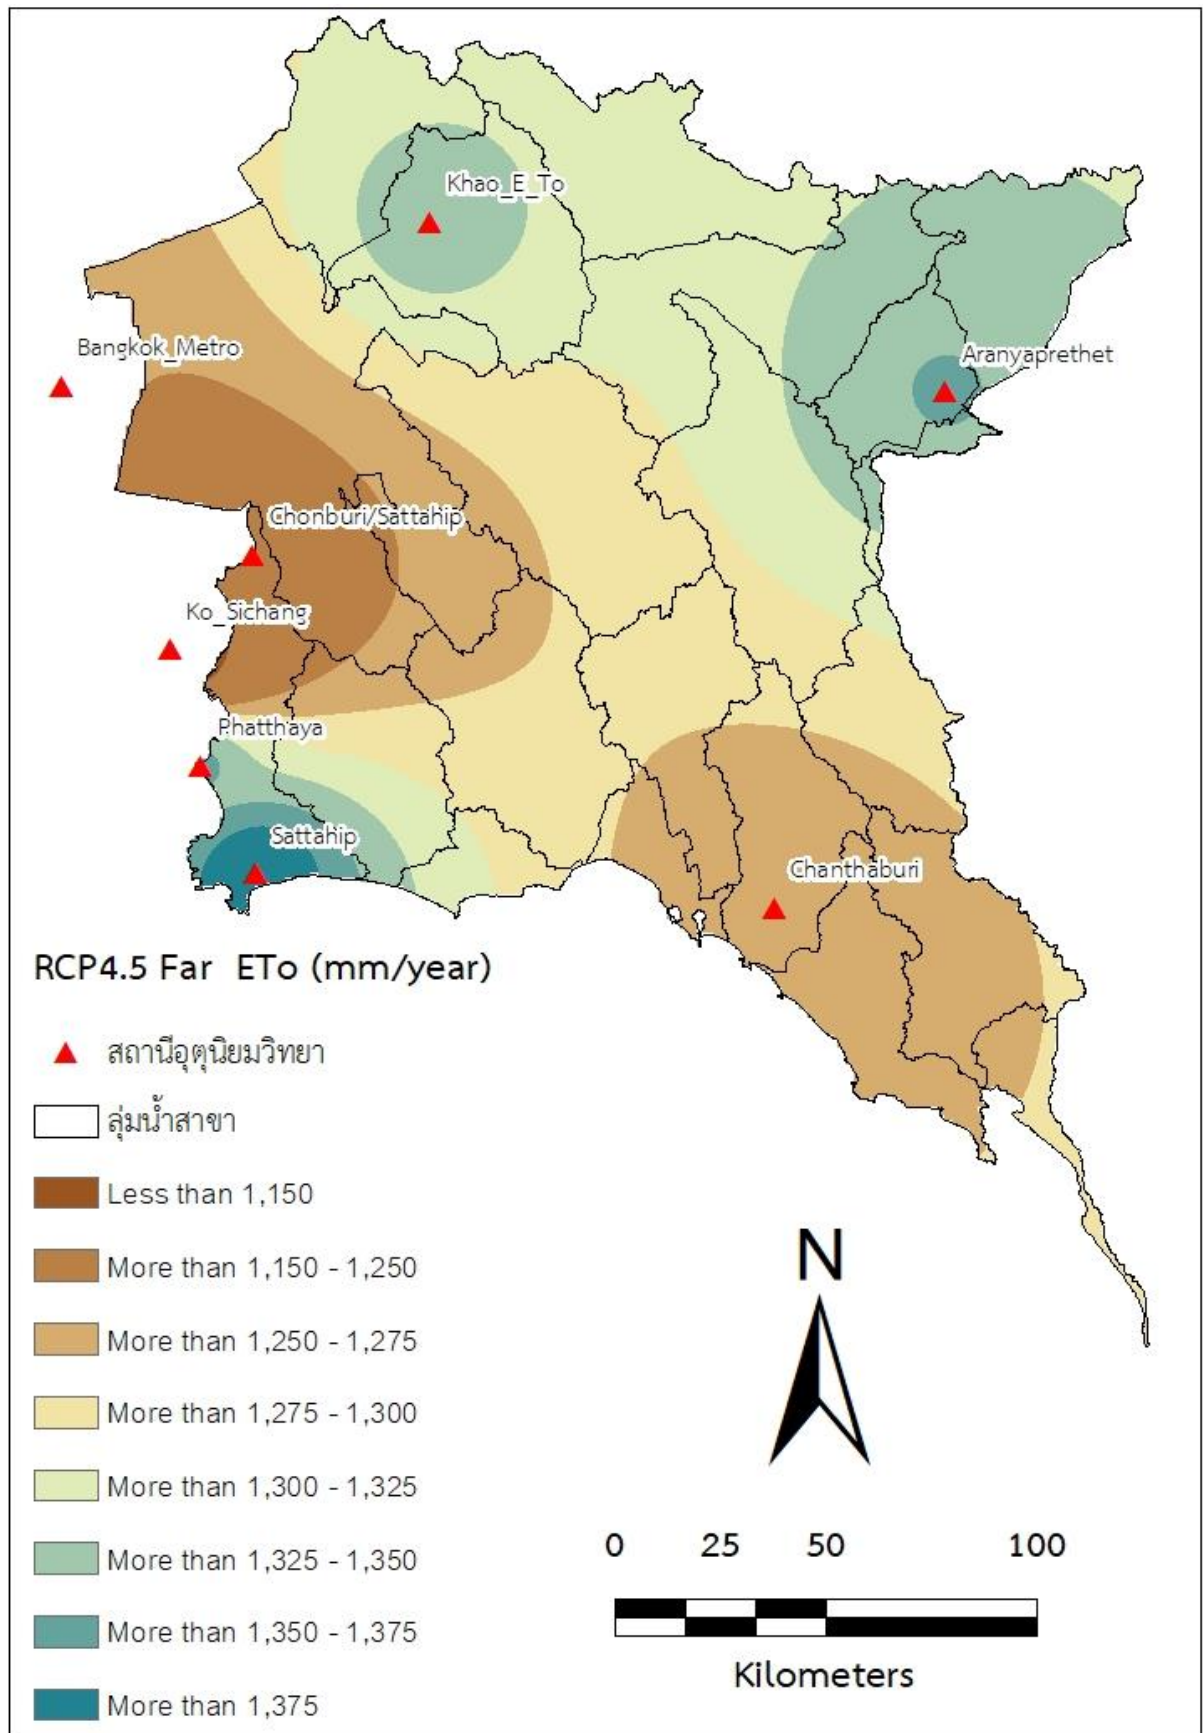 Khao_E_To
Bangkok_Metro
Aranyaprethet
Chonburi/Sattahip
Ko_Sichang
Phatthaya
Sattahip
Chanthaburi
RCP4.5 Far ETo (mm/year)
สถานีอุตุนิยมวิทยา
ลุ่มน้ำสาขา
Less than 1,150
More than 1,150 - 1,250
More than 1,250 - 1,275
More than 1,275 - 1,300
More than 1,300 - 1,325
More than 1,325 - 1,350
More than 1,350 - 1,375
More than 1,375
N
0 25 50 100
Kilometers